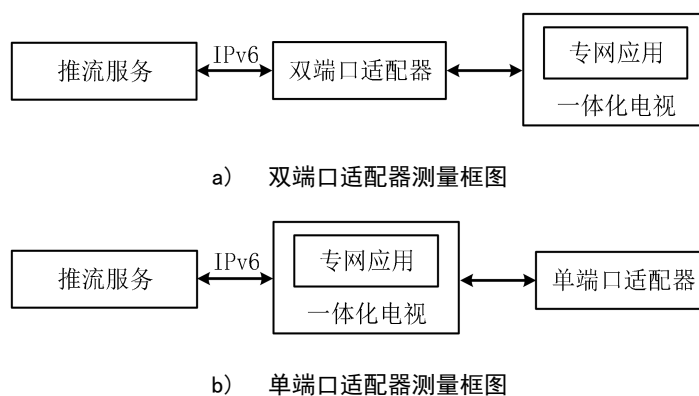 推流服务
IPv6
双端口适配器
专网应用
一体化电视
a） 双端口适配器测量框图
推流服务
IPv6
专网应用
一体化电视
单端口适配器
b） 单端口适配器测量框图